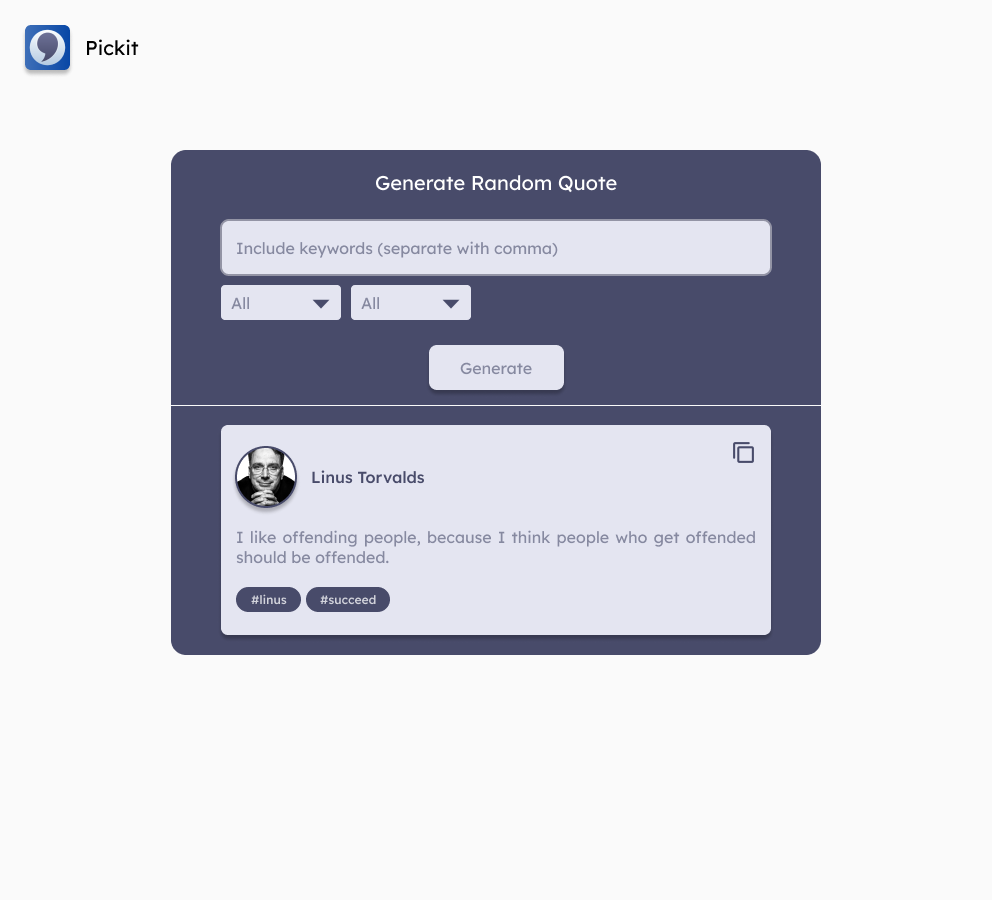 Pickit
Generate Random Quote
Include keywords (separate with comma)
All All
Generate
Linus Torvalds
I like offending people, because I think people who get offended
should be offended.
#linus #succeed